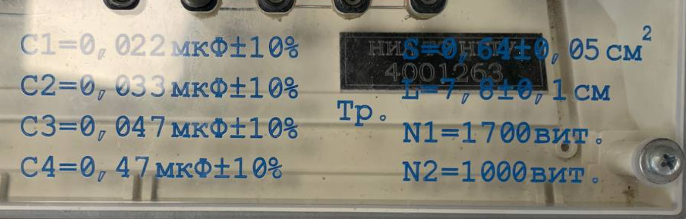 C1=0,022мкФ±10%
C2=0,033мкФ±10%
C3=0,047мкФ±10%
C4=0,47мкФ±10%
Тр.
S=0,64±0,05см²
L=7,8±0,1см
N1=1700вит.
N2=1000вит.
4001263